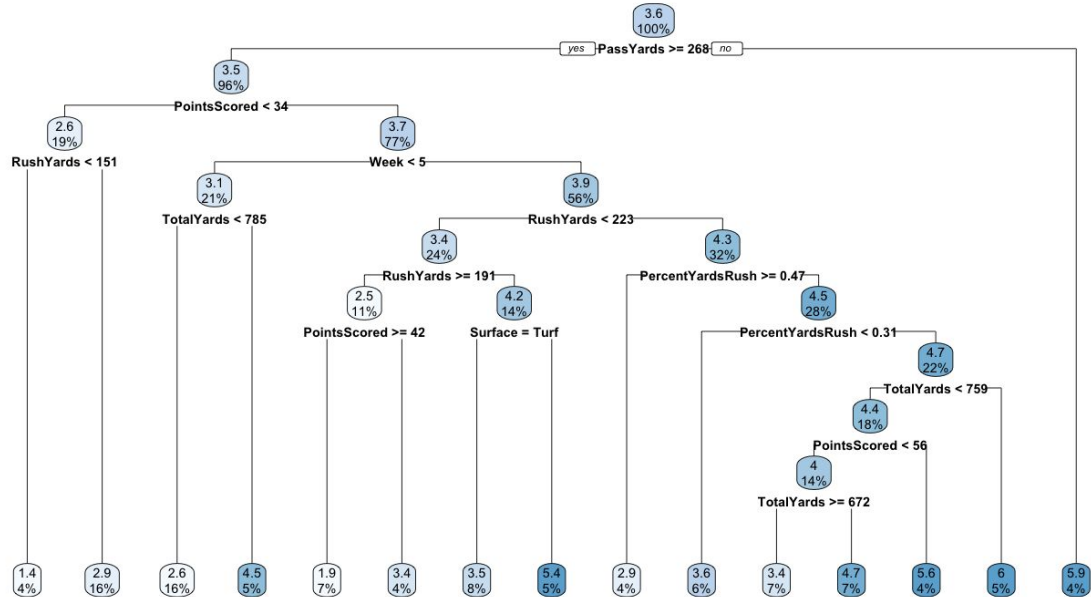 3.6
100%
yes PassYards >= 268 no
3.5
96%
PointsScored < 34
2.6
19%
3.7
77%
RushYards < 151
Week < 5
3.1
21%
3.9
56%
TotalYards < 785
RushYards < 223
3.4
24%
4.3
32%
RushYards >= 191
PercentYardsRush >= 0.47
2.5
11%
4.2
14%
4.5
28%
PointsScored >= 42
Surface = Turf
PercentYardsRush < 0.31
4.7
22%
TotalYards < 759
4.4
18%
PointsScored < 56
4
14%
TotalYards >= 672
1.4 2.9 2.6 4.5 1.9 3.4 3.5 5.4 2.9 3.6 3.4 4.7 5.6 6 5.9
4% 16% 16% 5% 7% 4% 8% 5% 4% 6% 7% 7% 4% 5% 4%